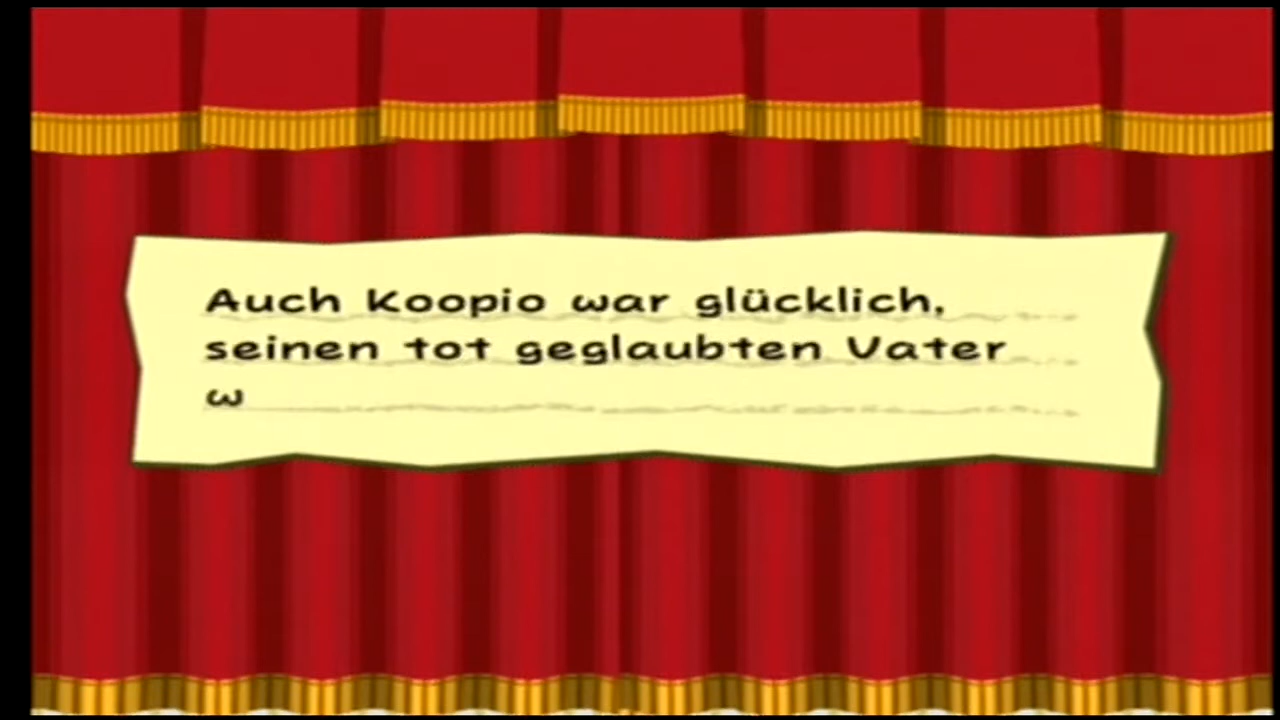 Auch Koopio war glücklich,
seinen tot geglaubten Vater
w